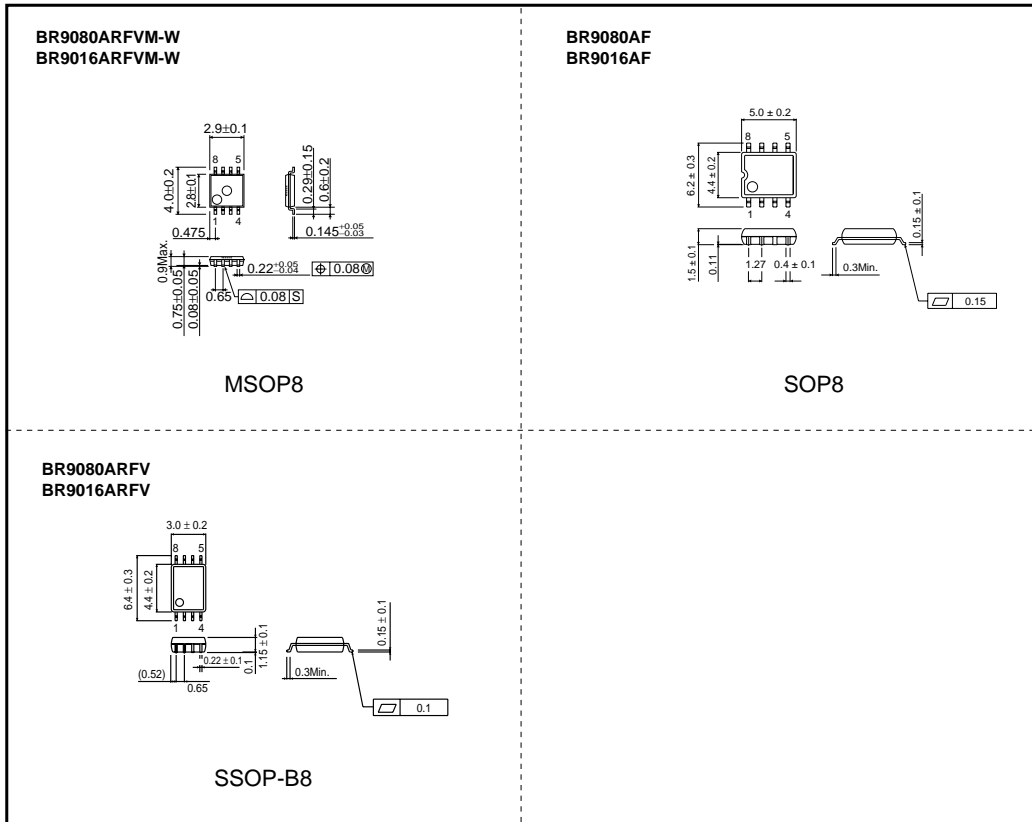 BR9080ARFVM-W
BR9016ARFVM-W
2.9±0.1
8 5
4.0±0.2
2.8±0.1
1 4
0.29±0.15
0.6±0.2
0.475
0.145+0.05
−0.03
0.9Max.
0.75±0.05
0.08±0.05
0.22+0.05
−0.04
⌖ 0.08Ⓜ
0.65
⌓ 0.08 S
MSOP8
BR9080AF
BR9016AF
5.0 ± 0.2
8 5
6.2 ± 0.3
4.4 ± 0.2
1 4
1.5 ± 0.1
0.11
1.27
0.4 ± 0.1
0.3Min.
0.15 ± 0.1
▱ 0.15
SOP8
BR9080ARFV
BR9016ARFV
3.0 ± 0.2
8 5
6.4 ± 0.3
4.4 ± 0.2
1 4
(0.52)
0.65
0.22 ± 0.1
0.1
1.15 ± 0.1
0.3Min.
0.15 ± 0.1
▱ 0.1
SSOP-B8